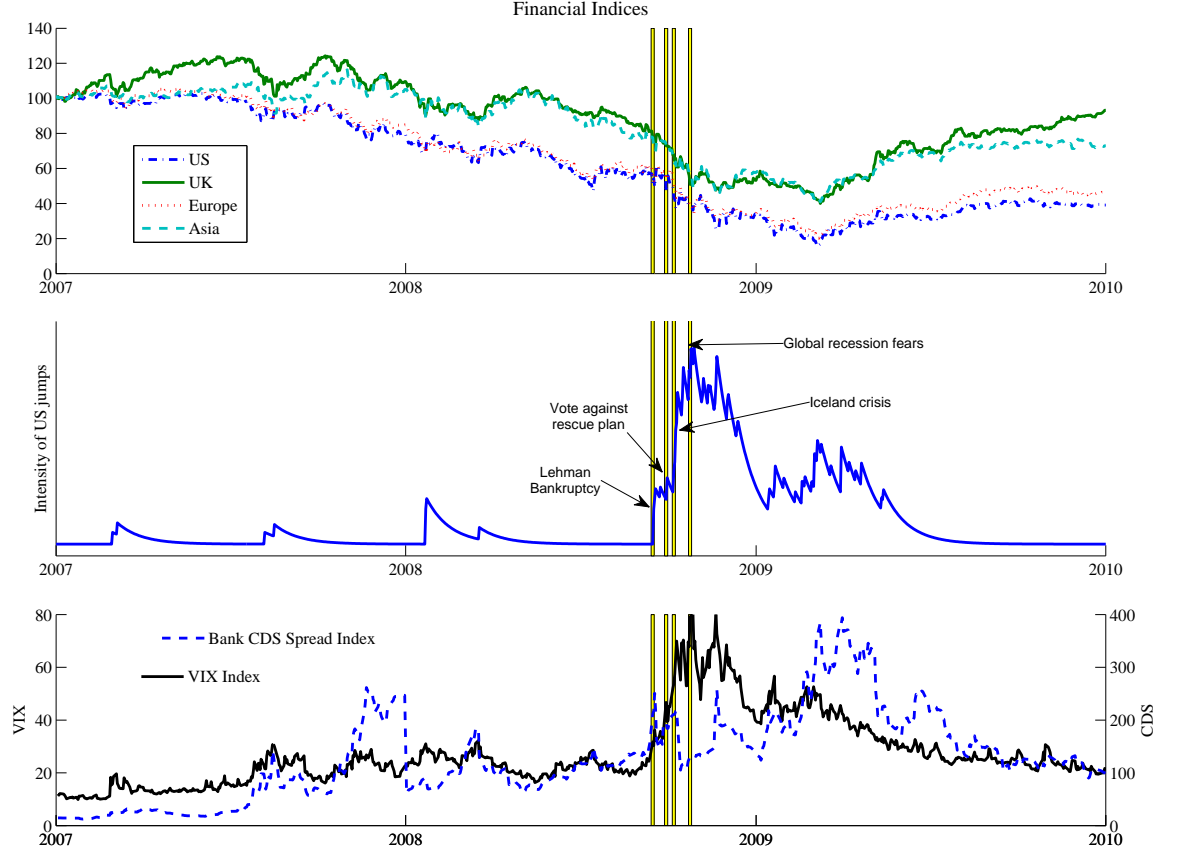 Financial Indices
140
120
100
80
60
40
20
0
US
UK
Europe
Asia
2007
2008
2009
2010
Intensity of US jumps
Global recession fears
Iceland crisis
Vote against
rescue plan
Lehman
Bankruptcy
2007
2008
2009
2010
VIX
80
60
40
20
0
Bank CDS Spread Index
VIX Index
400
300
200
100
0
CDS
2007
2008
2009
2010